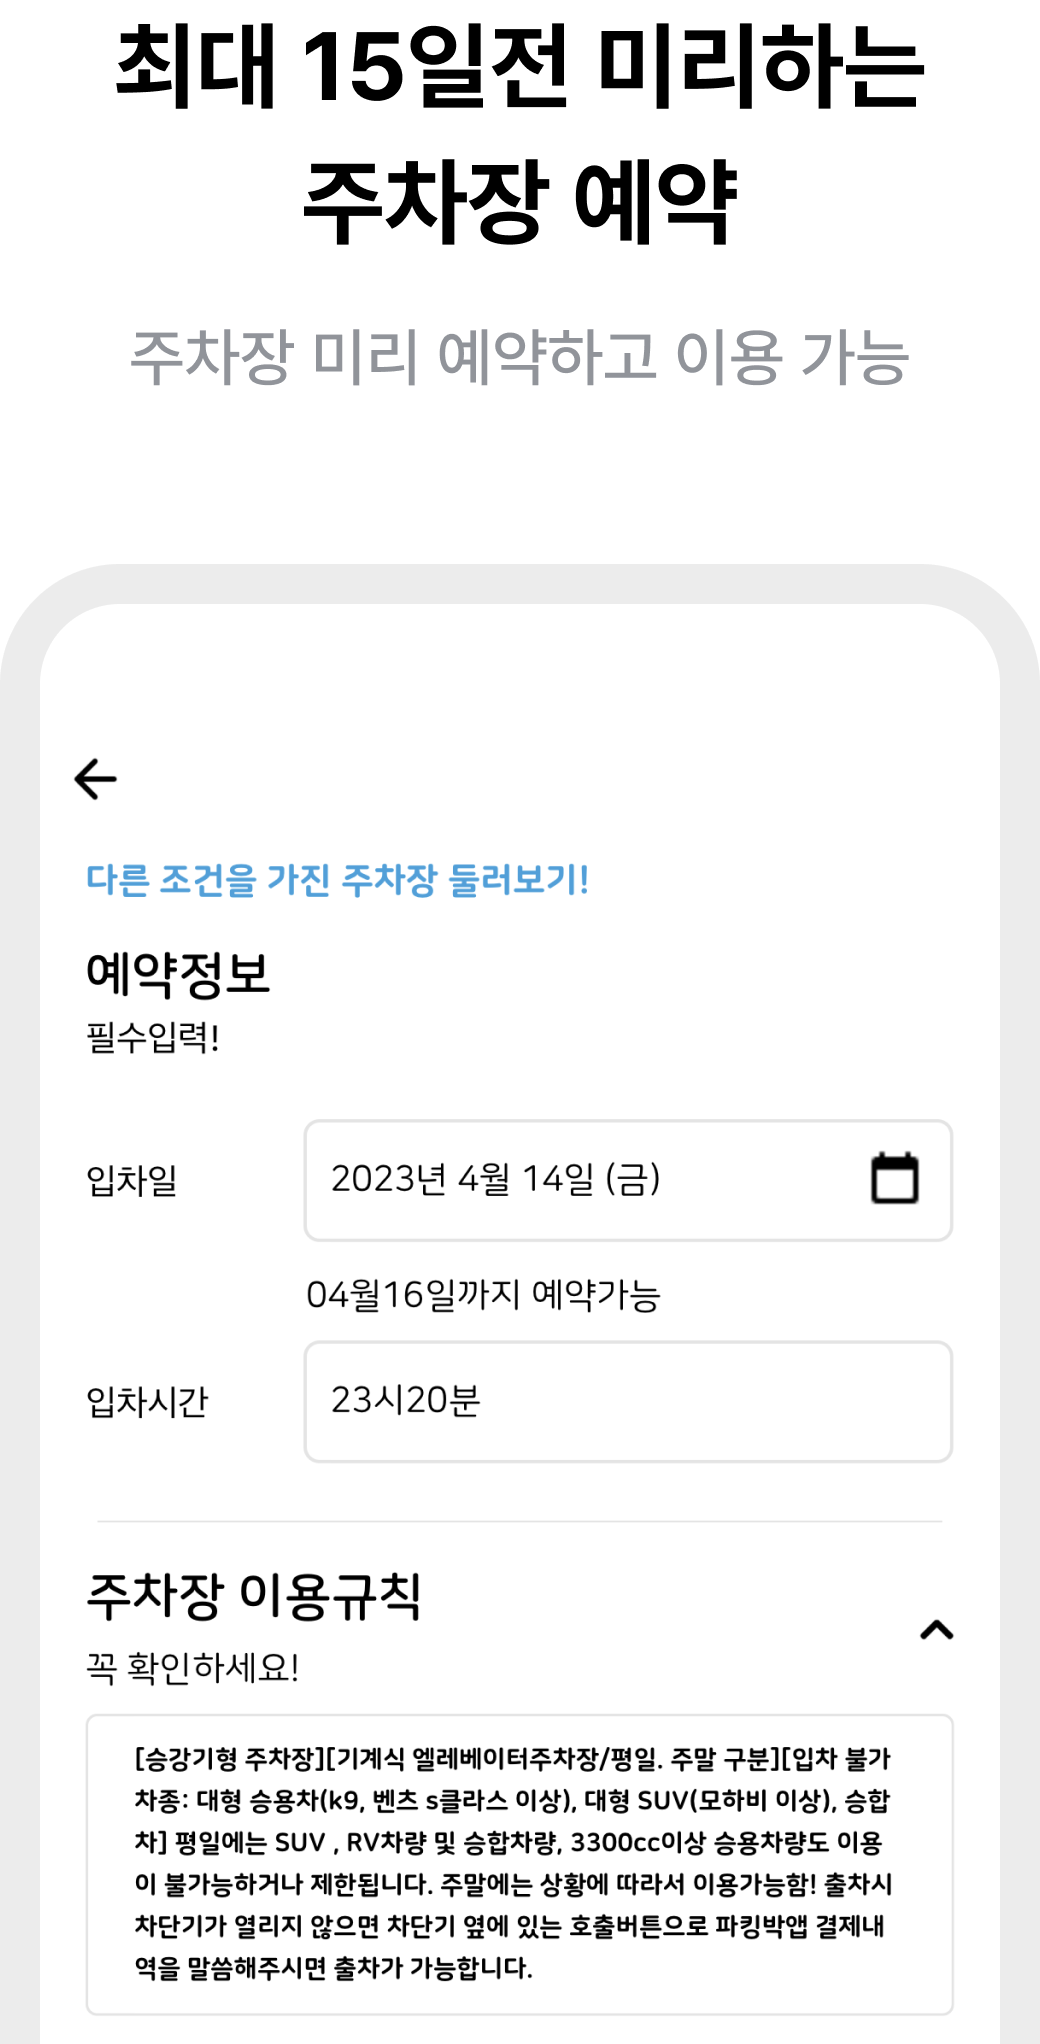 최대 15일전 미리하는
주차장 예약
주차장 미리 예약하고 이용 가능
다른 조건을 가진 주차장 둘러보기!
예약정보
필수입력!
입차일
2023년 4월 14일 (금)
04월16일까지 예약가능
입차시간
23시20분
주차장 이용규칙
꼭 확인하세요!
[승강기형 주차장][기계식 엘레베이터주차장/평일. 주말 구분][입차 불가
차종: 대형 승용차(k9, 벤츠 s클라스 이상), 대형 SUV(모하비 이상), 승합
차] 평일에는 SUV , RV차량 및 승합차량, 3300cc이상 승용차량도 이용
이 불가능하거나 제한됩니다. 주말에는 상황에 따라서 이용가능함! 출차시
차단기가 열리지 않으면 차단기 옆에 있는 호출버튼으로 파킹박앱 결제내
역을 말씀해주시면 출차가 가능합니다.